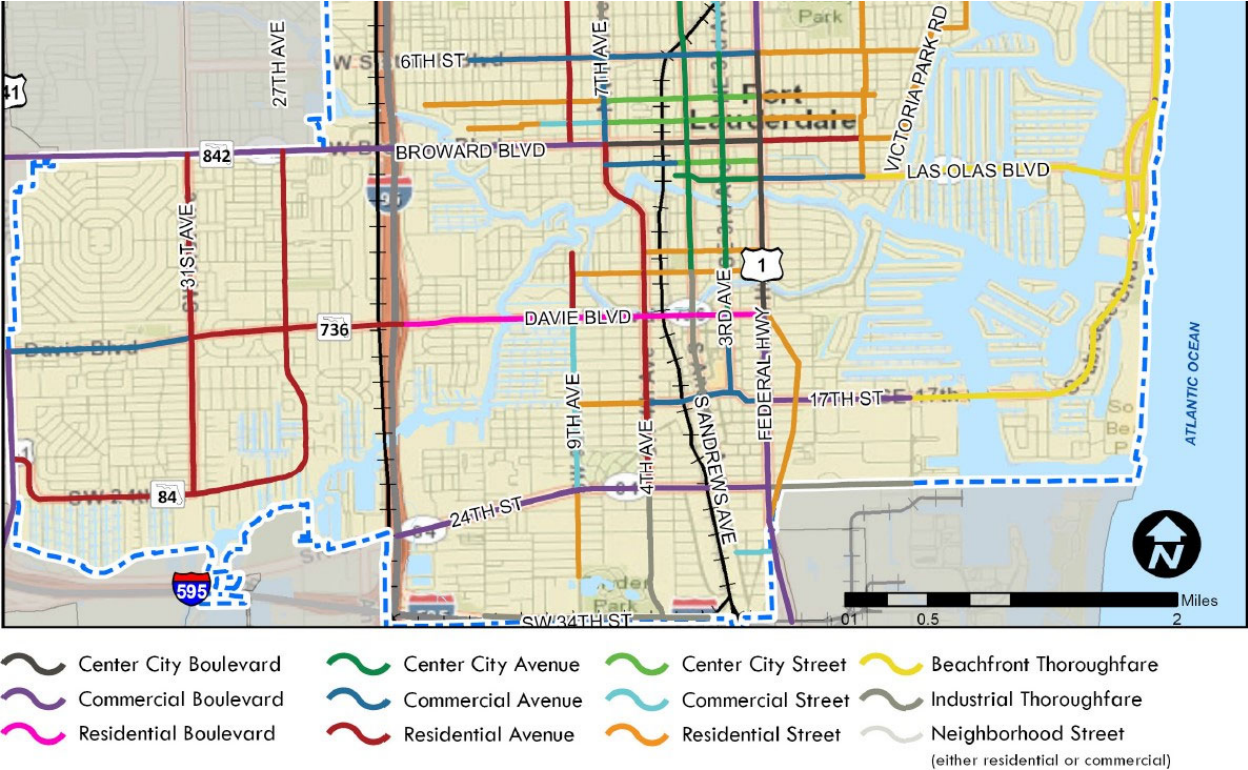 Park
41
27TH AVE
6TH ST
7TH AVE
VICTORIA PARK RD
Fort
Lauderdale
842
BROWARD BLVD
LAS OLAS BLVD
31ST AVE
1
736
DAVIE BLVD
Davie Blvd
3RD AVE
FEDERAL HWY
ATLANTIC OCEAN
17TH ST
9TH AVE
4TH AVE
S ANDREWS AVE
84
24TH ST
595
Park
SW 34TH ST
N
Miles
0
0.5
1
2
Center City Boulevard
Center City Avenue
Center City Street
Beachfront Thoroughfare
Commercial Boulevard
Commercial Avenue
Commercial Street
Industrial Thoroughfare
Residential Boulevard
Residential Avenue
Residential Street
Neighborhood Street
(either residential or commercial)